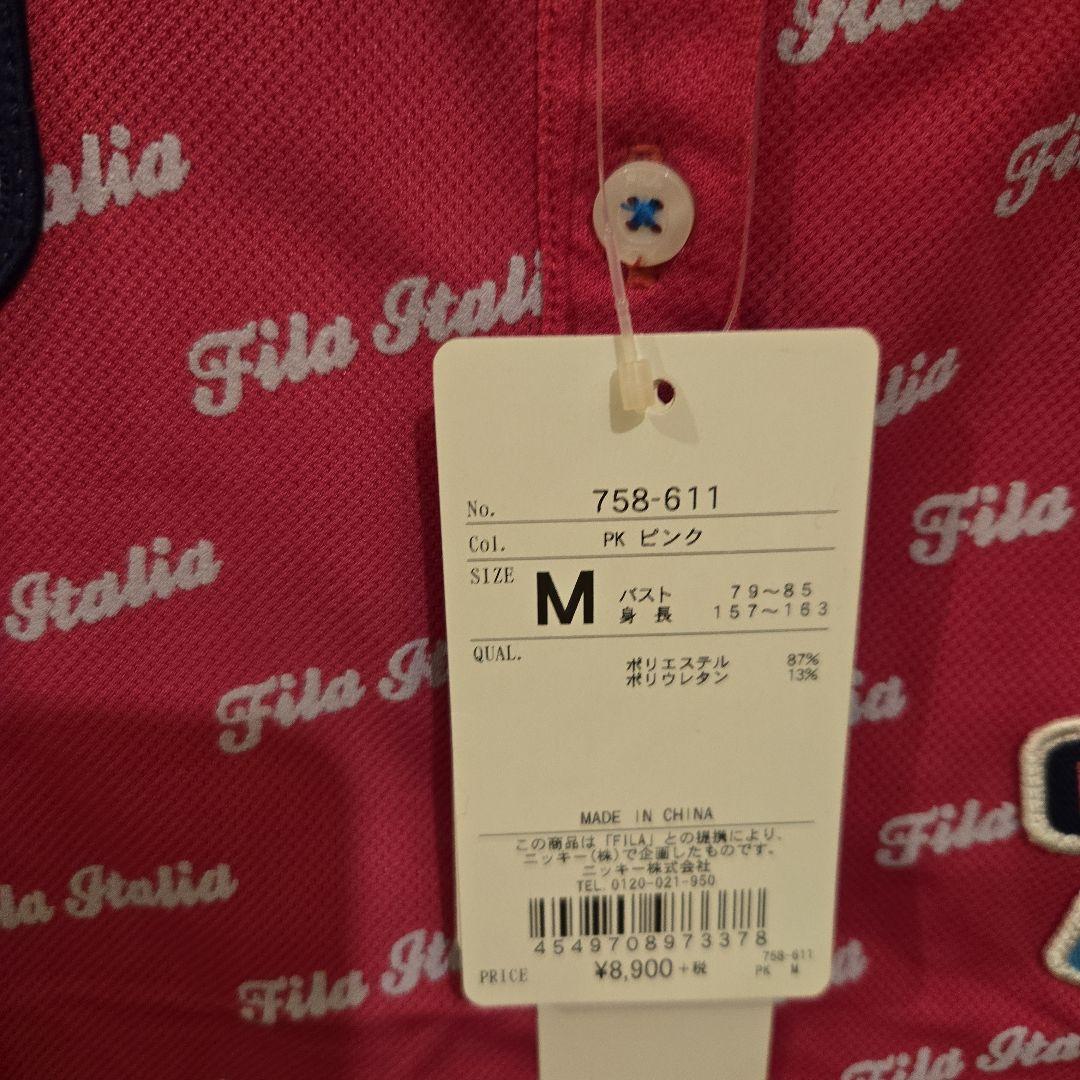 Italia
Italia
Fi
Fila Italia
Italia
Fila
Italia
Fila It
Fila
Fila Italia
Fila It
Fila Ita
No. 758-611
Col. PK ピンク
SIZE M バスト 79~85
身長 157~163
QUAL. ポリエステル 87%
ポリウレタン 13%
MADE IN CHINA
この商品は「FILA」との提携により、
ニッキー(株)で企画したものです。
ニッキー株式会社
TEL. 0120-021-950
4549708973378
PRICE ¥8,900+税
758-611
PK M